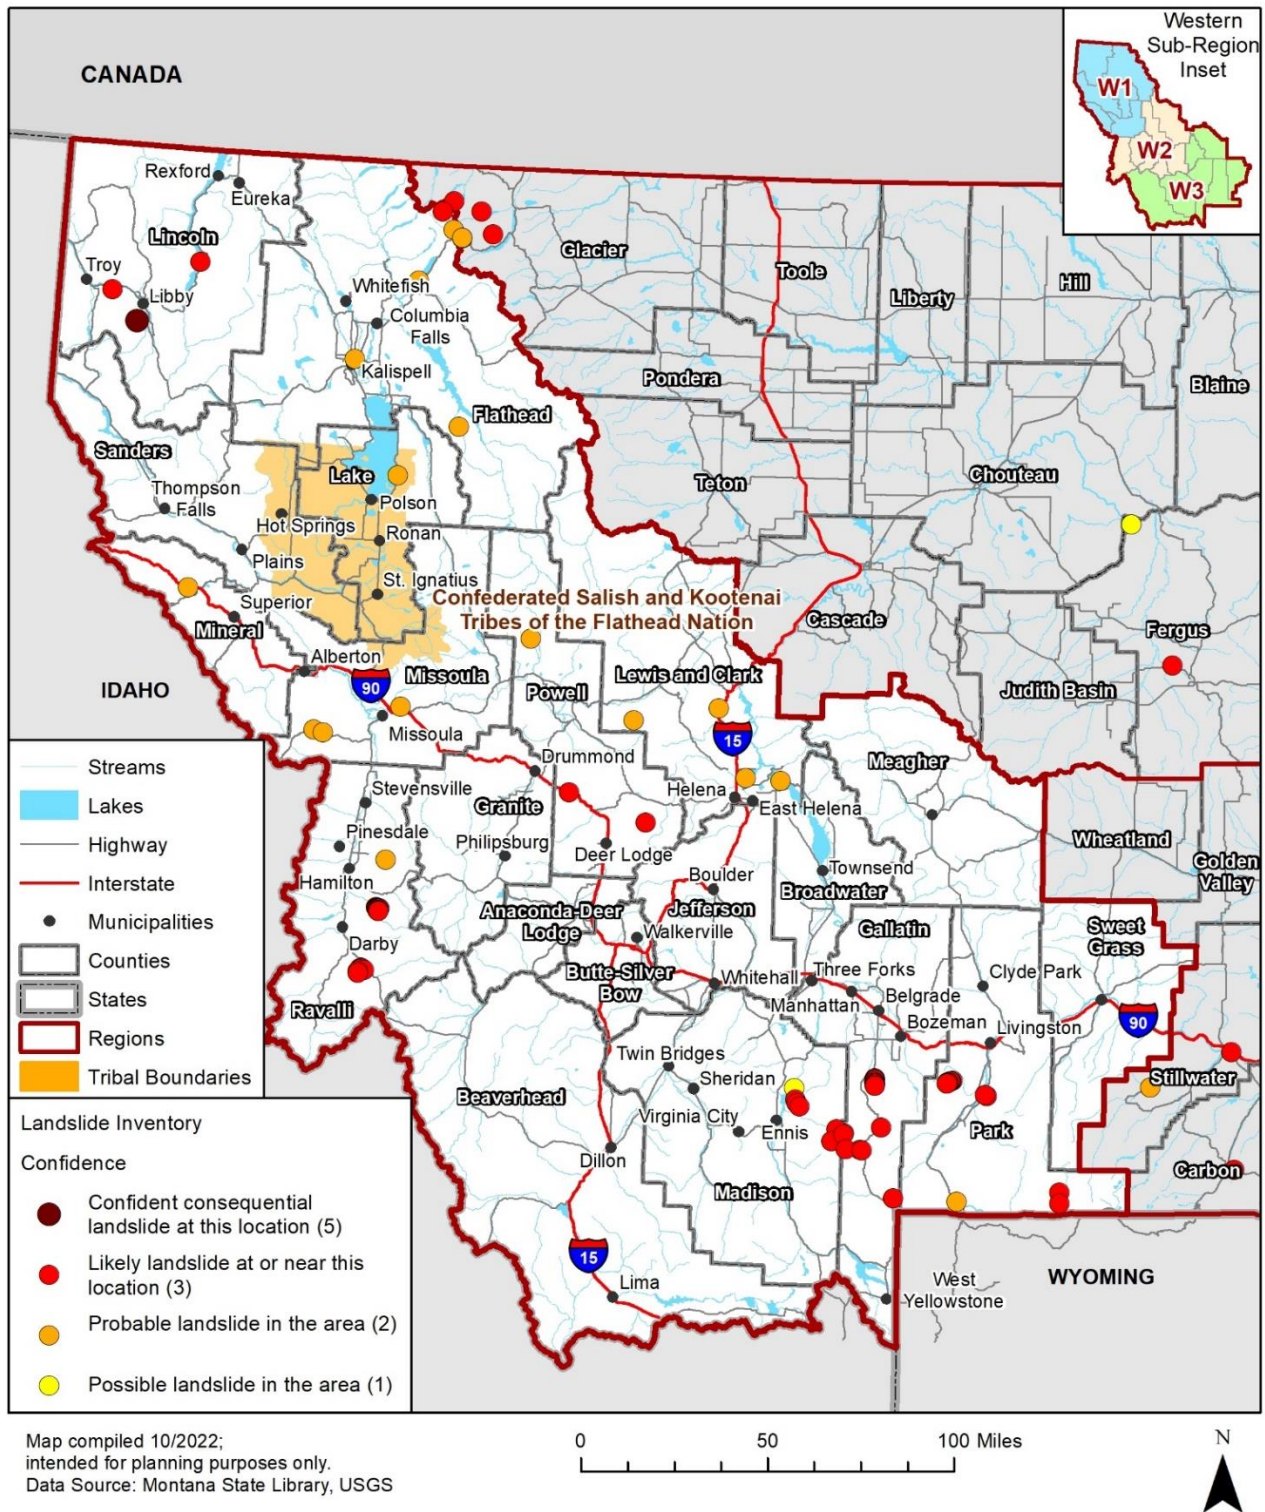 Western
Sub-Region
Inset
W1
W2
W3
CANADA
Rexford
Eureka
Lincoln
Troy
Libby
Glacier
Toole
Hill
Liberty
Whitefish
Columbia
Falls
Kalispell
Pondera
Blaine
Flathead
Sanders
Lake
Teton
Chouteau
Thompson
Falls
Polson
Hot Springs
Ronan
Plains
St. Ignatius
Confederated Salish and Kootenai
Tribes of the Flathead Nation
Superior
Mineral
Cascade
Fergus
Alberton
90
Missoula
Lewis and Clark
Powell
Judith Basin
IDAHO
Missoula
15
Drummond
Meagher
Stevensville
Granite
Helena
East Helena
Pinesdale
Philipsburg
Deer Lodge
Wheatland
Golden
Valley
Hamilton
Boulder
Townsend
Broadwater
Jefferson
Anaconda-Deer
Lodge
Walkerville
Gallatin
Sweet
Grass
Darby
Butte-Silver
Bow
Whitehall
Three Forks
Clyde Park
Ravalli
Manhattan
Belgrade
Bozeman
Livingston
90
Twin Bridges
Sheridan
Stillwater
Beaverhead
Virginia City
Ennis
Park
Dillon
Madison
Carbon
15
Lima
West
Yellowstone
WYOMING
Streams
Lakes
Highway
Interstate
Municipalities
Counties
States
Regions
Tribal Boundaries
Landslide Inventory
Confidence
Confident consequential
landslide at this location (5)
Likely landslide at or near this
location (3)
Probable landslide in the area (2)
Possible landslide in the area (1)
Map compiled 10/2022;
intended for planning purposes only.
Data Source: Montana State Library, USGS
0 50 100 Miles
N